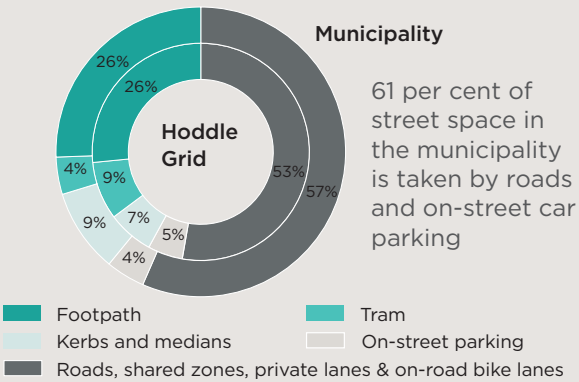 Municipality
26%
26%
Hoddle
Grid
61 per cent of
street space in
the municipality
is taken by roads
and on-street car
parking
4%
9%
53%
57%
9%
7%
5%
4%
Footpath
Tram
Kerbs and medians
On-street parking
Roads, shared zones, private lanes & on-road bike lanes